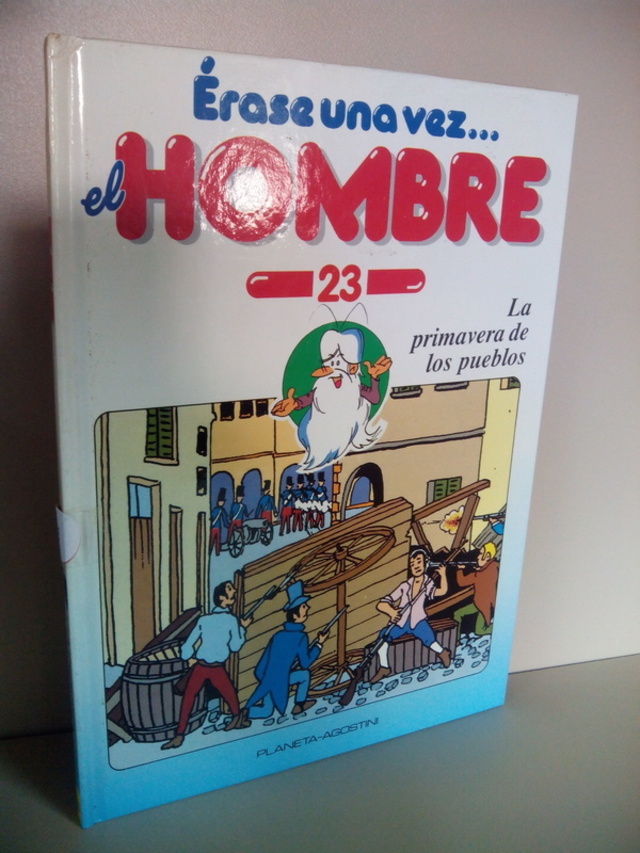 Érase una vez...
el HOMBRE
23
La
primavera de
los pueblos
PLANETA-AGOSTINI